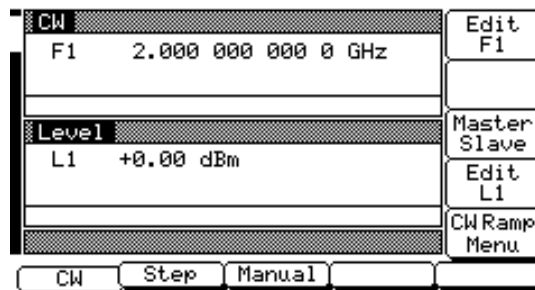 CW
F1 2.000 000 000 0 GHz
Level
L1 +0.00 dBm
Edit
F1
Master
Slave
Edit
L1
CW Ramp
Menu
CW Step Manual